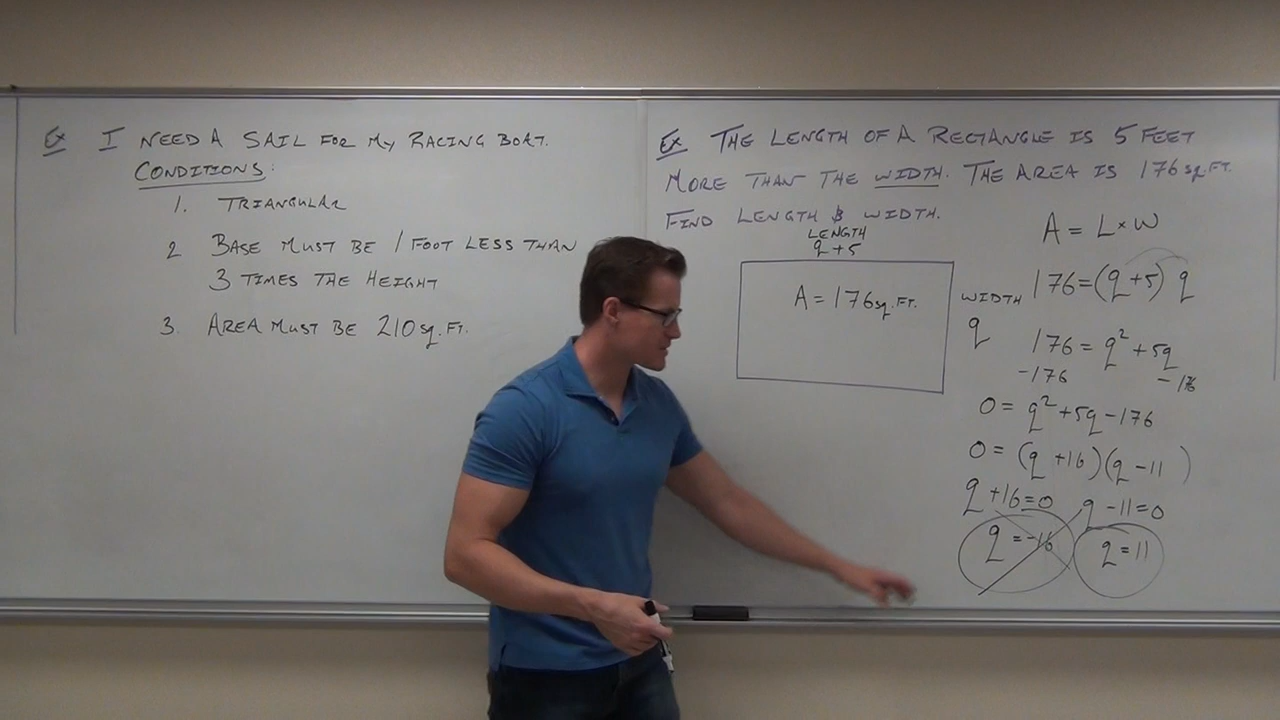 Ex I NEED A SAIL FOR MY RACING BOAT.
CONDITIONS:
1. TRIANGULAR
2 BASE MUST BE 1 FOOT LESS THAN
3 TIMES THE HEIGHT
3. AREA MUST BE 210 sq. FT.
Ex THE LENGTH OF A RECTANGLE IS 5 FEET
MORE THAN THE WIDTH. THE AREA IS 176 sq FT.
FIND LENGTH & WIDTH.
LENGTH
q+5
A = 176 sq. FT.
WIDTH
q
A = L×W
176=(q+5) q
176 = q² +5q
-176 -176
0 = q² +5q -176
0 = (q +16)(q -11)
q +16=0 q -11=0
q = -16 q = 11